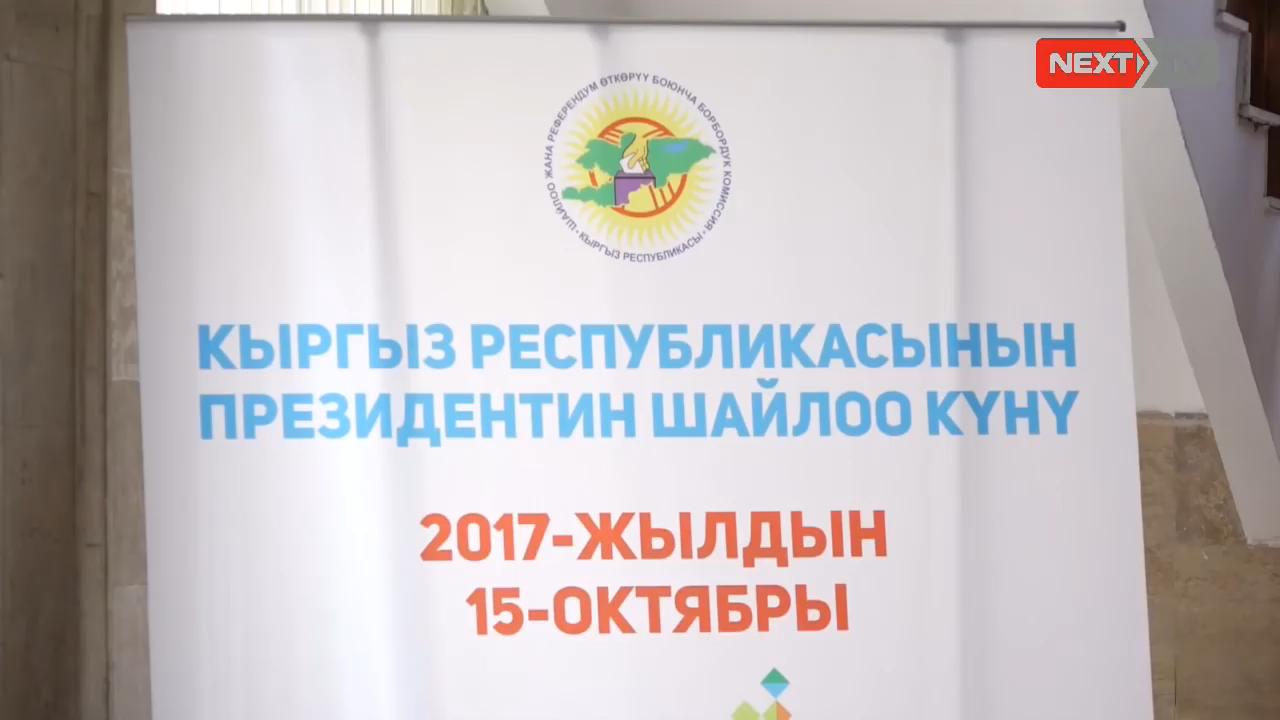 NEXT TV
ШАЙЛОО ЖАНА РЕФЕРЕНДУМ ӨТКӨРҮҮ БОЮНЧА БОРБОРДУК КОМИССИЯ
• КЫРГЫЗ РЕСПУБЛИКАСЫ •
КЫРГЫЗ РЕСПУБЛИКАСЫНЫН
ПРЕЗИДЕНТИН ШАЙЛОО КҮНҮ
2017-ЖЫЛДЫН
15-ОКТЯБРЫ